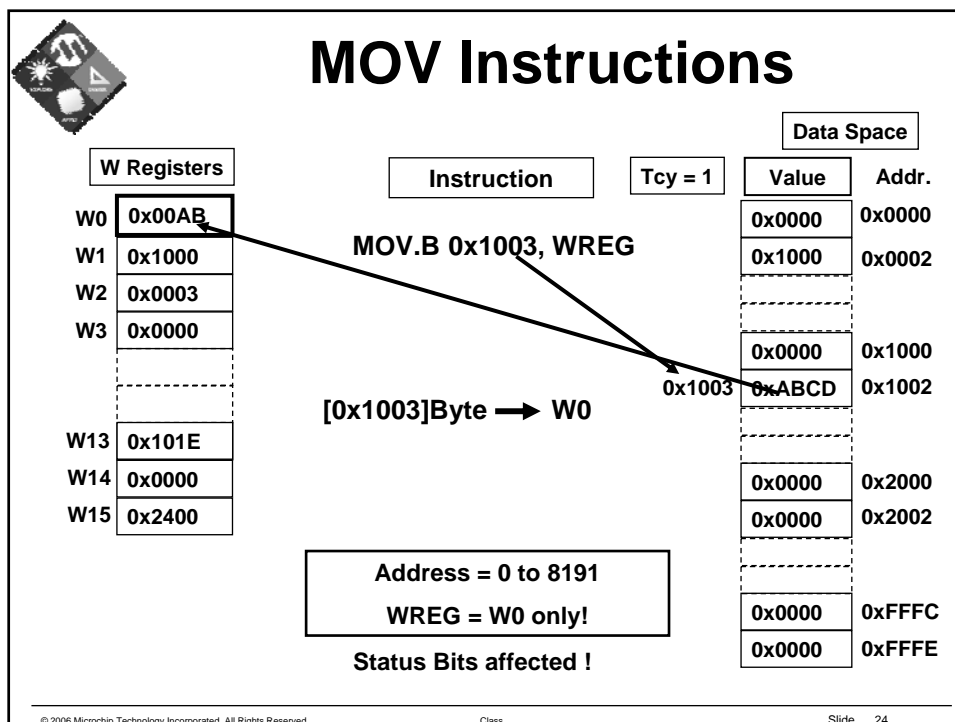 MOV Instructions
Data Space
W Registers
Instruction
Tcy = 1
Value Addr.
W0 0x00AB
W1 0x1000
W2 0x0003
W3 0x0000
W13 0x101E
W14 0x0000
W15 0x2400
MOV.B 0x1003, WREG
[0x1003]Byte → W0
0x0000 0x0000
0x1000 0x0002
0x0000 0x1000
0x1003 0xABCD 0x1002
0x0000 0x2000
0x0000 0x2002
0x0000 0xFFFC
0x0000 0xFFFE
Address = 0 to 8191
WREG = W0 only!
Status Bits affected !
© 2006 Microchip Technology Incorporated. All Rights Reserved. Class Slide 24